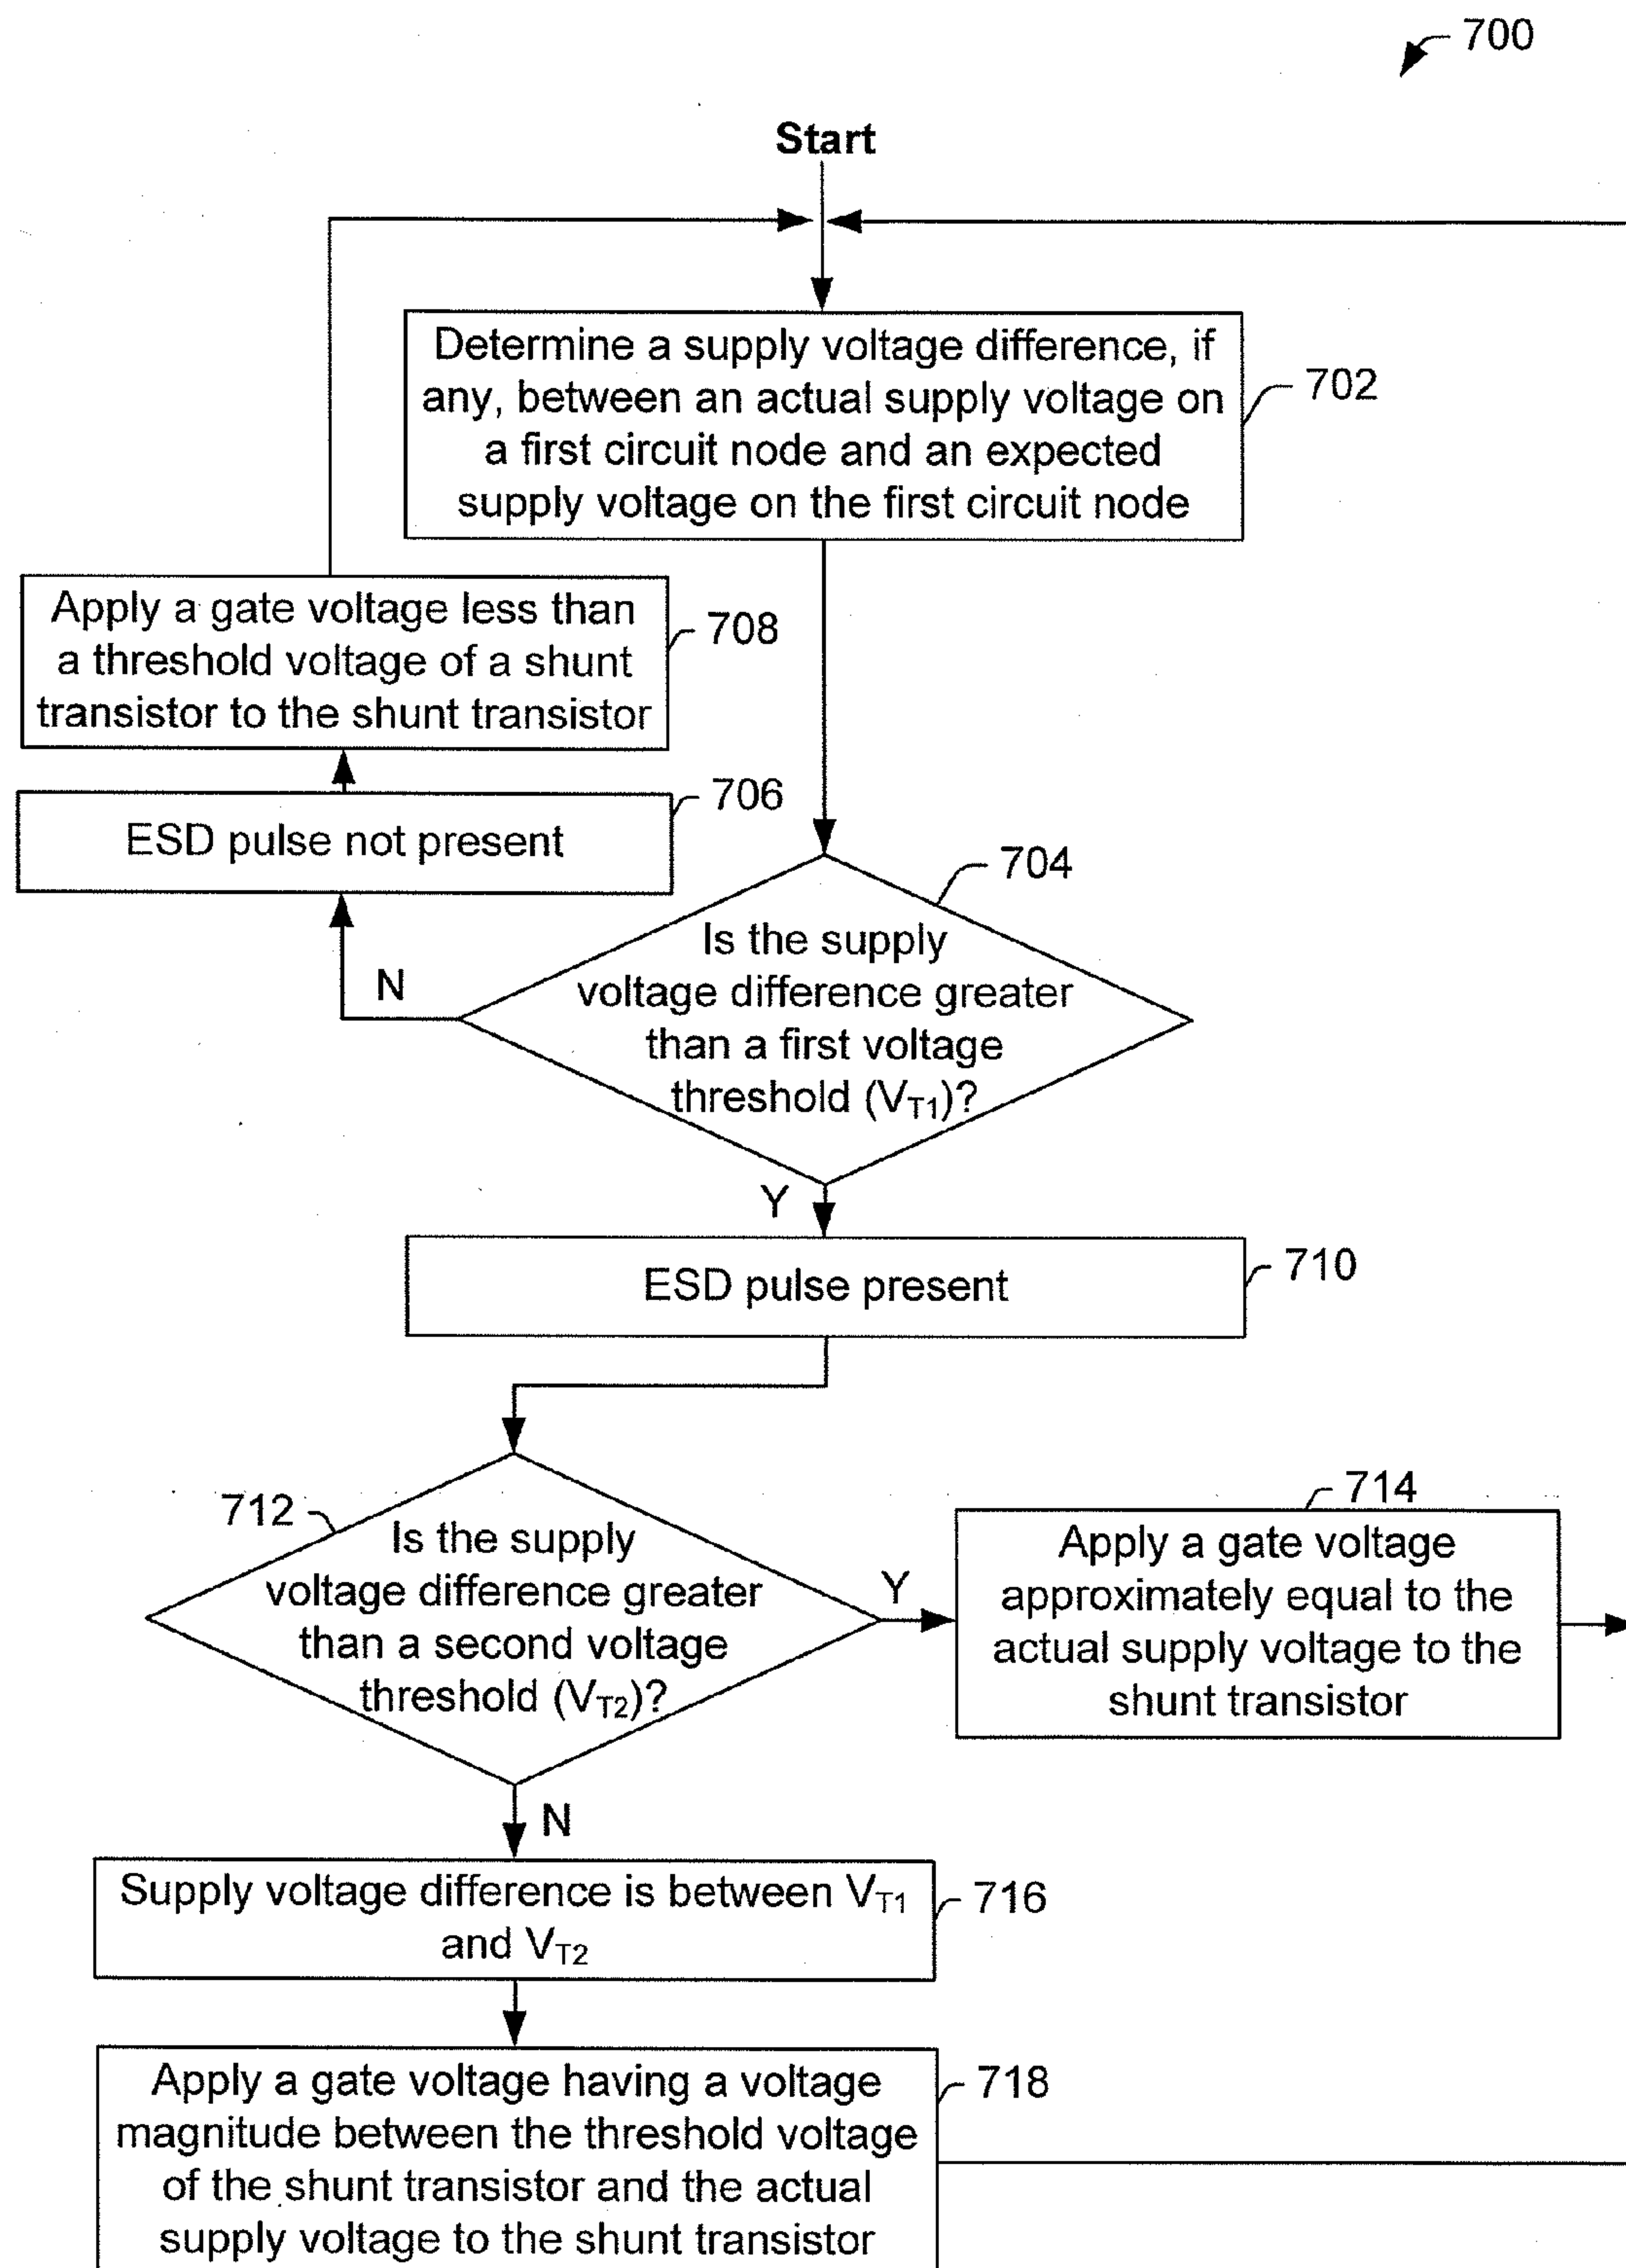 700
Start
Determine a supply voltage difference, if
any, between an actual supply voltage on
a first circuit node and an expected
supply voltage on the first circuit node
702
Apply a gate voltage less than
a threshold voltage of a shunt
transistor to the shunt transistor
708
ESD pulse not present
706
704
Is the supply
voltage difference greater
than a first voltage
threshold (VT1)?
N
Y
ESD pulse present
710
712
Is the supply
voltage difference greater
than a second voltage
threshold (VT2)?
Y
714
Apply a gate voltage
approximately equal to the
actual supply voltage to the
shunt transistor
N
Supply voltage difference is between VT1
and VT2
716
Apply a gate voltage having a voltage
magnitude between the threshold voltage
of the shunt transistor and the actual
supply voltage to the shunt transistor
718